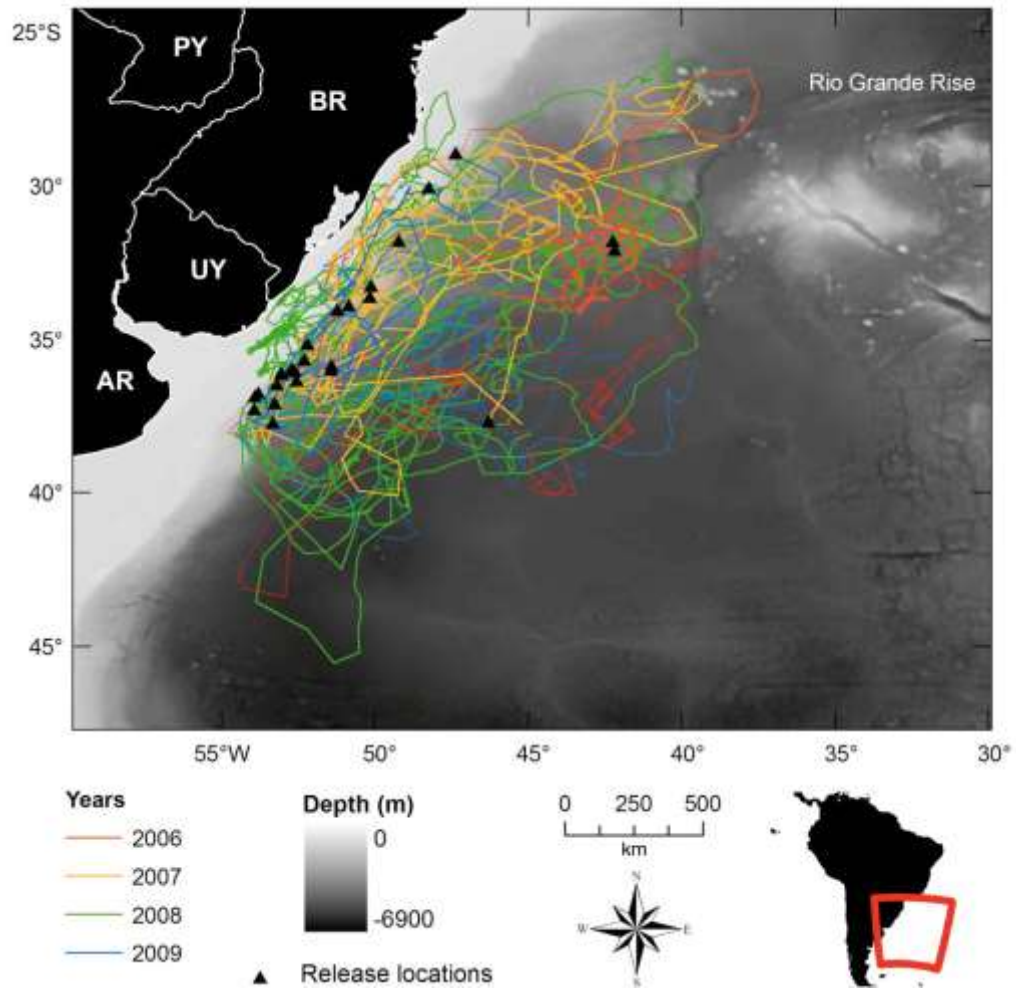 25°S
PY
BR
Rio Grande Rise
30°
UY
35°
AR
40°
45°
55°W 50° 45° 40° 35° 30°
Years
2006
2007
2008
2009
Release locations
Depth (m)
0
-6900
0 250 500
km
N
W E
S